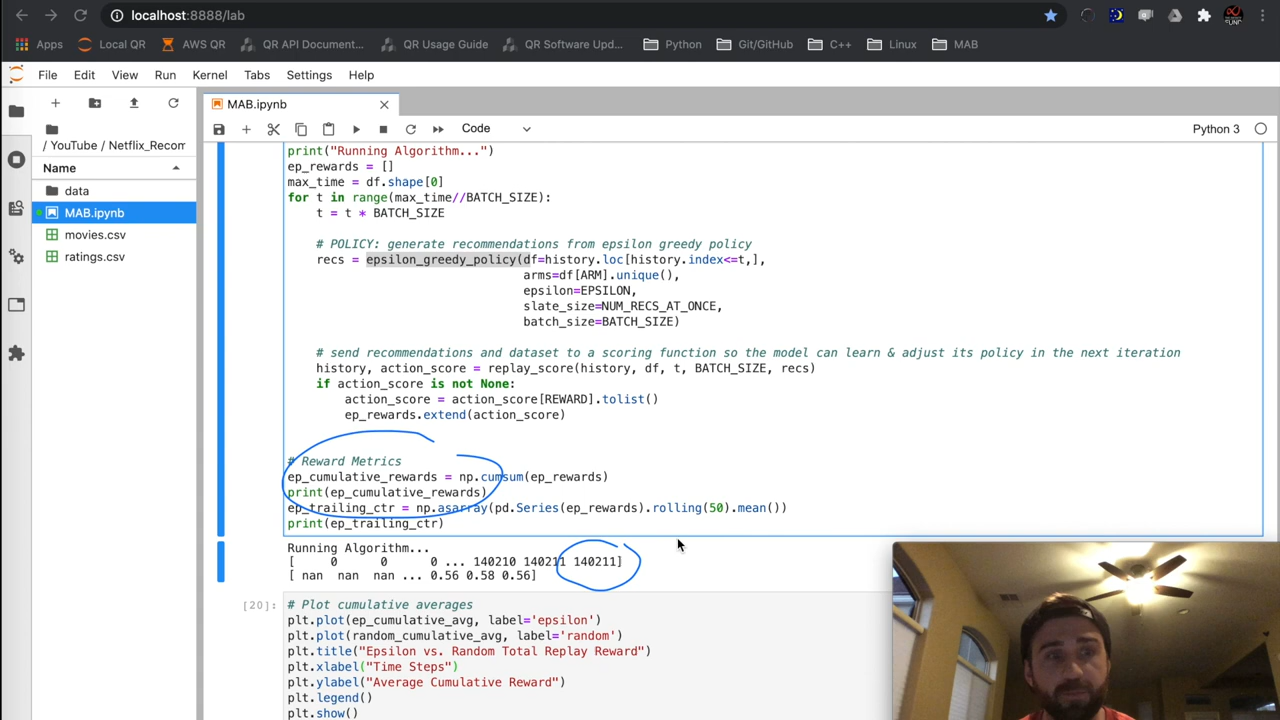 localhost:8888/lab
Apps Local QR AWS QR QR API Document... QR Usage Guide QR Software Upd... Python Git/GitHub C++ Linux MAB
File Edit View Run Kernel Tabs Settings Help
MAB.ipynb
Code
Python 3
/ YouTube / Netflix_Recom
Name
data
MAB.ipynb
movies.csv
ratings.csv
print("Running Algorithm...")
ep_rewards = []
max_time = df.shape[0]
for t in range(max_time//BATCH_SIZE):
t = t * BATCH_SIZE
# POLICY: generate recommendations from epsilon greedy policy
recs = epsilon_greedy_policy(df=history.loc[history.index<=t,],
arms=df[ARM].unique(),
epsilon=EPSILON,
slate_size=NUM_RECS_AT_ONCE,
batch_size=BATCH_SIZE)
# send recommendations and dataset to a scoring function so the model can learn & adjust its policy in the next iteration
history, action_score = replay_score(history, df, t, BATCH_SIZE, recs)
if action_score is not None:
action_score = action_score[REWARD].tolist()
ep_rewards.extend(action_score)
# Reward Metrics
ep_cumulative_rewards = np.cumsum(ep_rewards)
print(ep_cumulative_rewards)
ep_trailing_ctr = np.asarray(pd.Series(ep_rewards).rolling(50).mean())
print(ep_trailing_ctr)
Running Algorithm...
[ 0 0 0 ... 140210 140211 140211]
[ nan nan nan ... 0.56 0.58 0.56]
[20]:
# Plot cumulative averages
plt.plot(ep_cumulative_avg, label='epsilon')
plt.plot(random_cumulative_avg, label='random')
plt.title("Epsilon vs. Random Total Replay Reward")
plt.xlabel("Time Steps")
plt.ylabel("Average Cumulative Reward")
plt.legend()
plt.show()